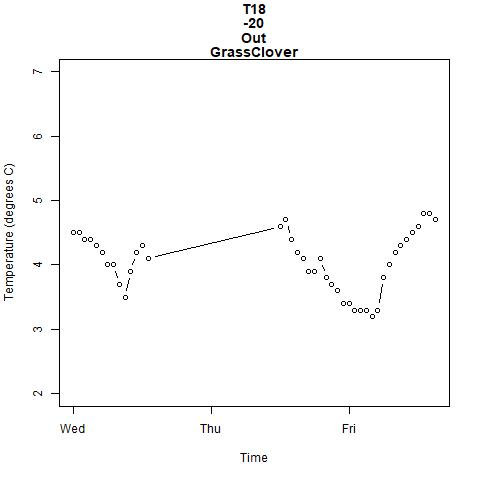 T18
-20
Out
GrassClover
Temperature (degrees C)
7
6
5
4
3
2
Wed
Thu
Fri
Time